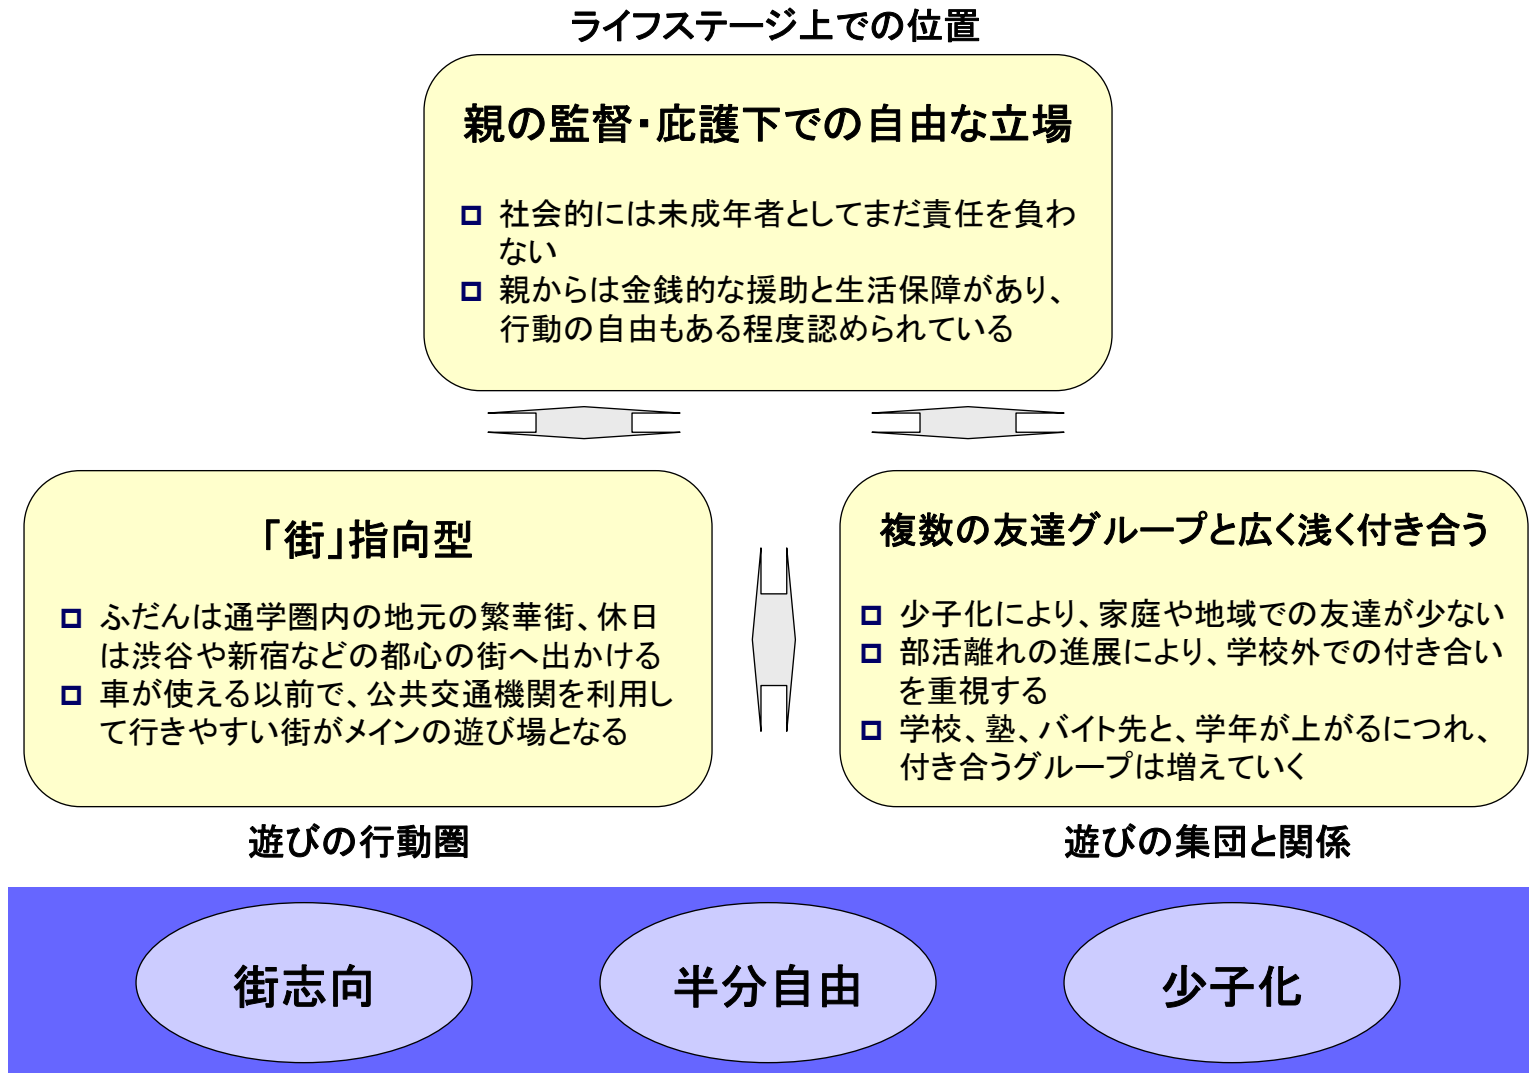 ライフステージ上での位置
親の監督・庇護下での自由な立場
社会的には未成年者としてまだ責任を負わ
ない
親からは金銭的な援助と生活保障があり、
行動の自由もある程度認められている
「街」指向型
ふだんは通学圏内の地元の繁華街、休日
は渋谷や新宿などの都心の街へ出かける
車が使える以前で、公共交通機関を利用し
て行きやすい街がメインの遊び場となる
遊びの行動圏
複数の友達グループと広く浅く付き合う
少子化により、家庭や地域での友達が少ない
部活離れの進展により、学校外での付き合い
を重視する
学校、塾、バイト先と、学年が上がるにつれ、
付き合うグループは増えていく
遊びの集団と関係
街志向
半分自由
少子化